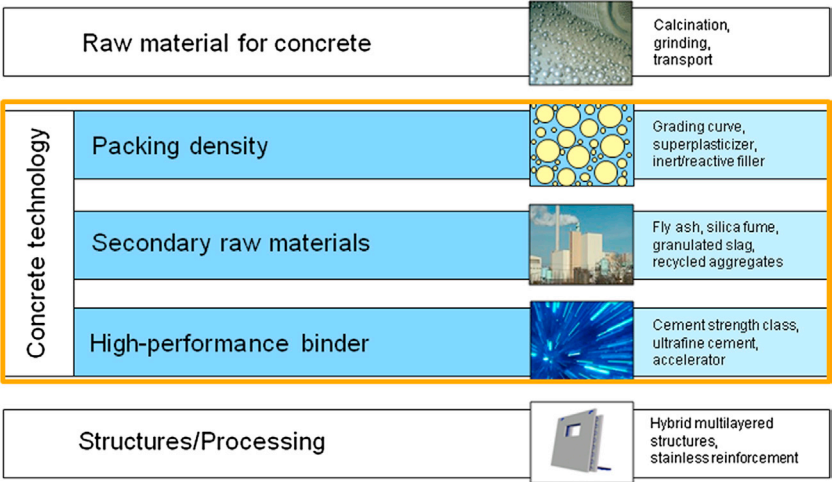 Raw material for concrete
Calcination,
grinding,
transport
Concrete technology
Packing density
Grading curve,
superplasticizer,
inert/reactive filler
Secondary raw materials
Fly ash, silica fume,
granulated slag,
recycled aggregates
High-performance binder
Cement strength class,
ultrafine cement,
accelerator
Structures/Processing
Hybrid multilayered
structures,
stainless reinforcement